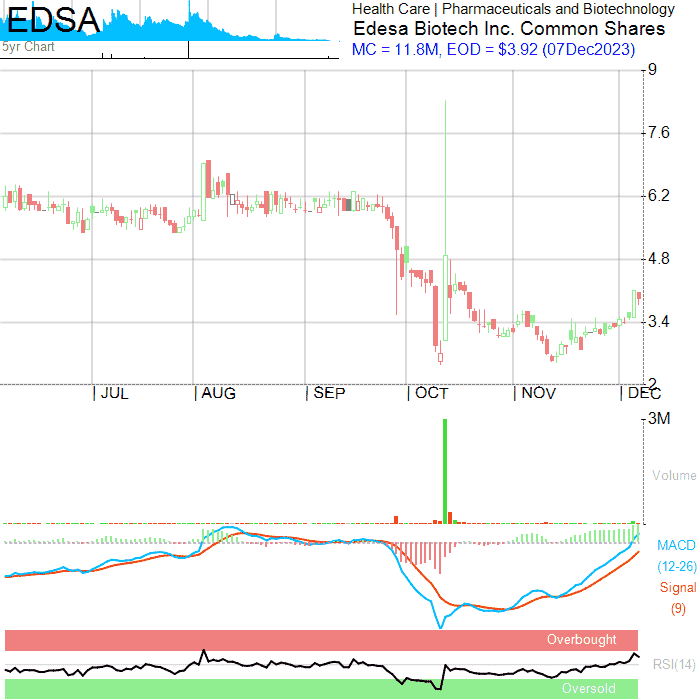 EDSA
5yr Chart
Health Care | Pharmaceuticals and Biotechnology
Edesa Biotech Inc. Common Shares
MC = 11.8M, EOD = $3.92 (07Dec2023)
9
7.6
6.2
4.8
3.4
2
JUL AUG SEP OCT NOV DEC
3M
Volume
MACD
(12-26)
Signal
(9)
Overbought
RSI(14)
Oversold